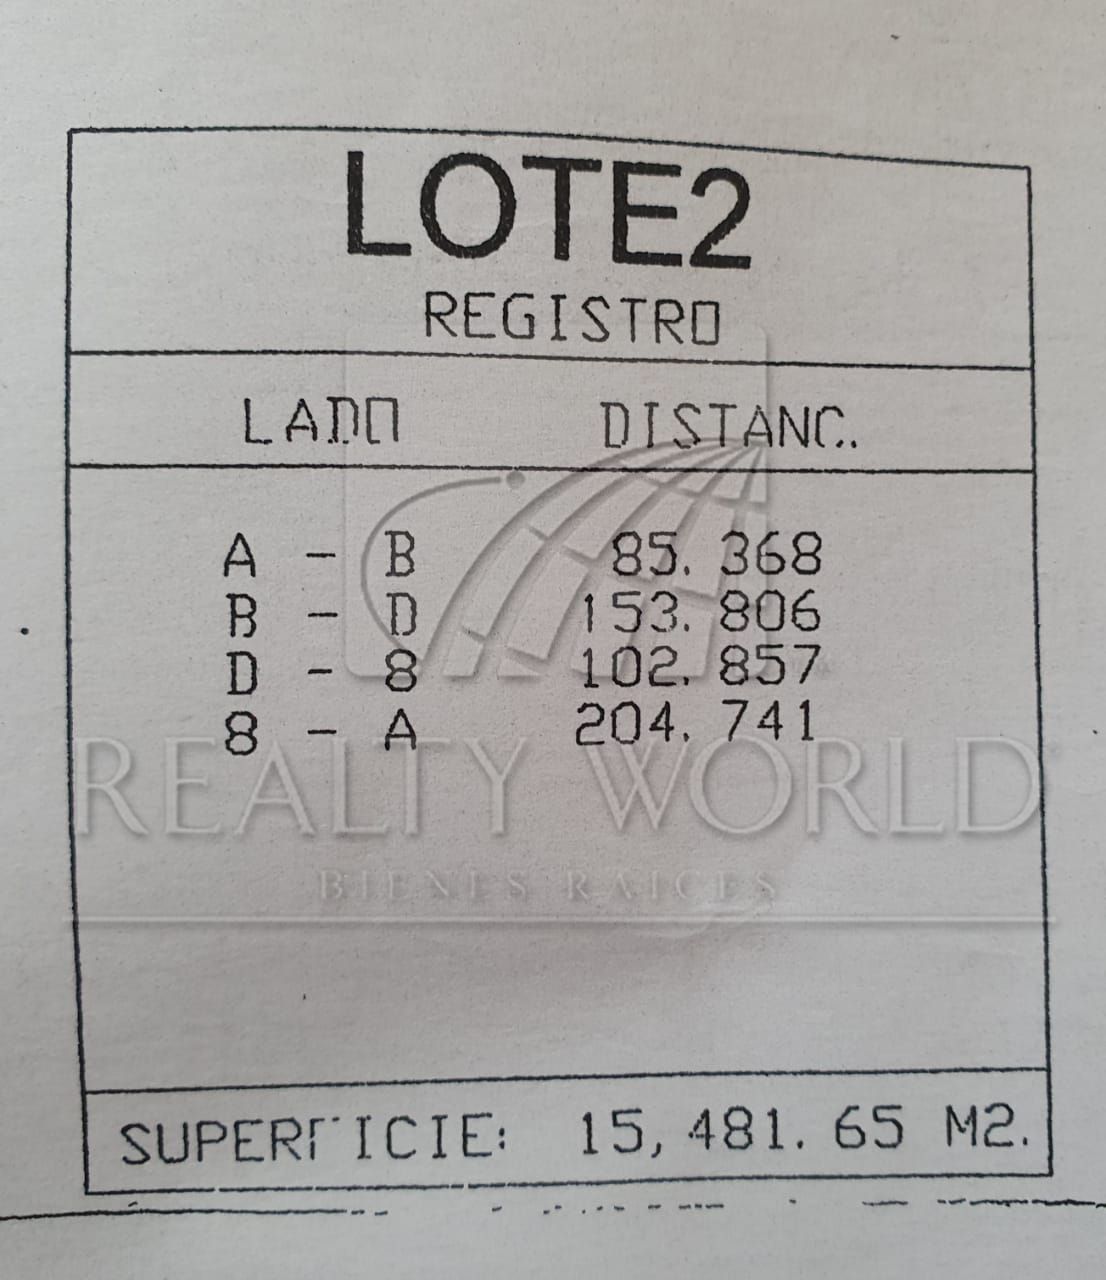 LOTE2
REGISTRO
LADO DISTANC.
A - B 85. 368
B - D 153. 806
D - 8 102. 857
8 - A 204. 741
REALTY WORLD
BIENES RAICES
SUPERFICIE: 15, 481. 65 M2.